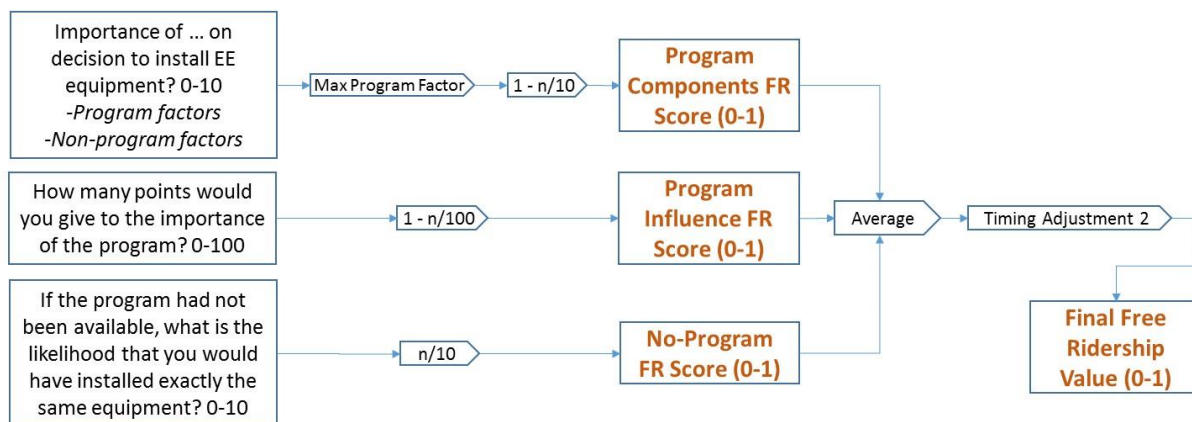 Importance of ... on
decision to install EE
equipment? 0-10
-Program factors
-Non-program factors
Max Program Factor
1 - n/10
Program
Components FR
Score (0-1)
How many points would
you give to the importance
of the program? 0-100
1 - n/100
Program
Influence FR
Score (0-1)
Average
Timing Adjustment 2
If the program had not
been available, what is the
likelihood that you would
have installed exactly the
same equipment? 0-10
n/10
No-Program
FR Score (0-1)
Final Free
Ridership
Value (0-1)